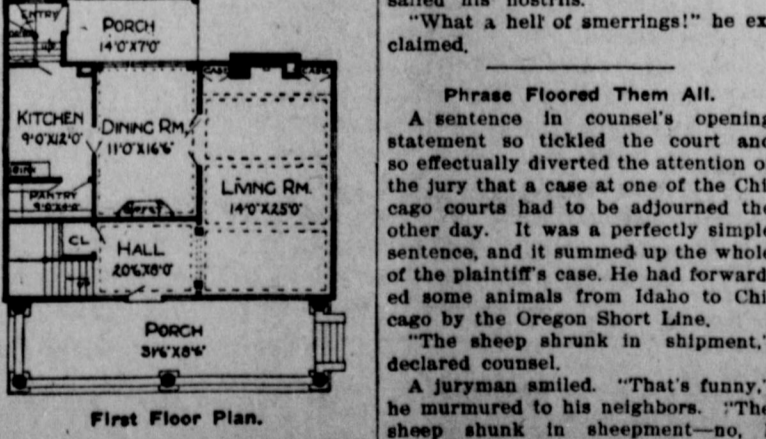 ENTRY
PORCH
14'0"X7'0"
KITCHEN
9'0"X12'0"
DINING RM.
11'0"X16'6"
LIVING RM.
14'0"X25'0"
PANTRY
CL
HALL
20'6"X8'0"
PORCH
31'6"X8'6"
First Floor Plan.
sailed his nostrils.
"What a hell of smerrings!" he ex
claimed.
Phrase Floored Them All.
A sentence in counsel's opening
statement so tickled the court and
so effectually diverted the attention o
the jury that a case at one of the Chi
cago courts had to be adjourned the
other day. It was a perfectly simple
sentence, and it summed up the whole
of the plaintiff's case. He had forward
ed some animals from Idaho to Chi
cago by the Oregon Short Line.
"The sheep shrunk in shipment,"
declared counsel.
A juryman smiled. "That's funny,"
he murmured to his neighbors. "The
sheep shunk in sheepment—no, I